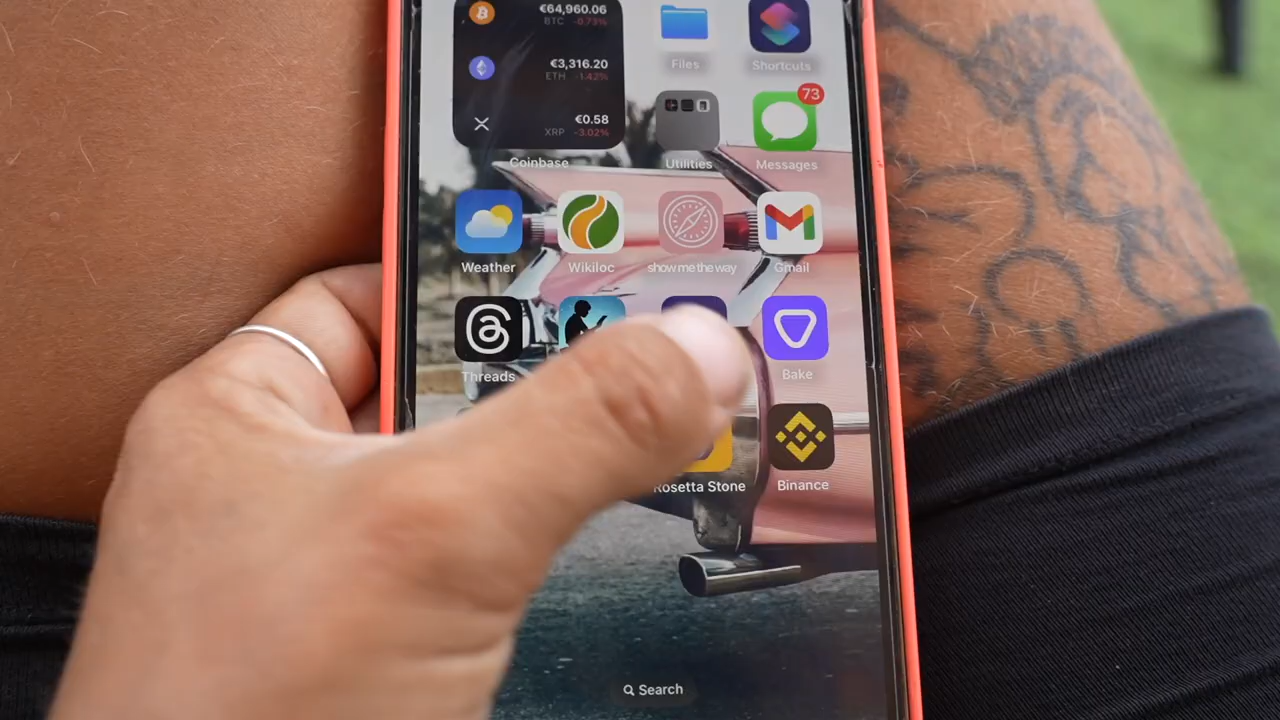 €64,960.06
BTC -0.73%
€3,316.20
ETH -1.42%
€0.58
XRP -3.02%
Coinbase
Files
Shortcuts
73
Utilities
Messages
Weather
Wikiloc
showmetheway
Gmail
Threads
Bake
Rosetta Stone
Binance
Search